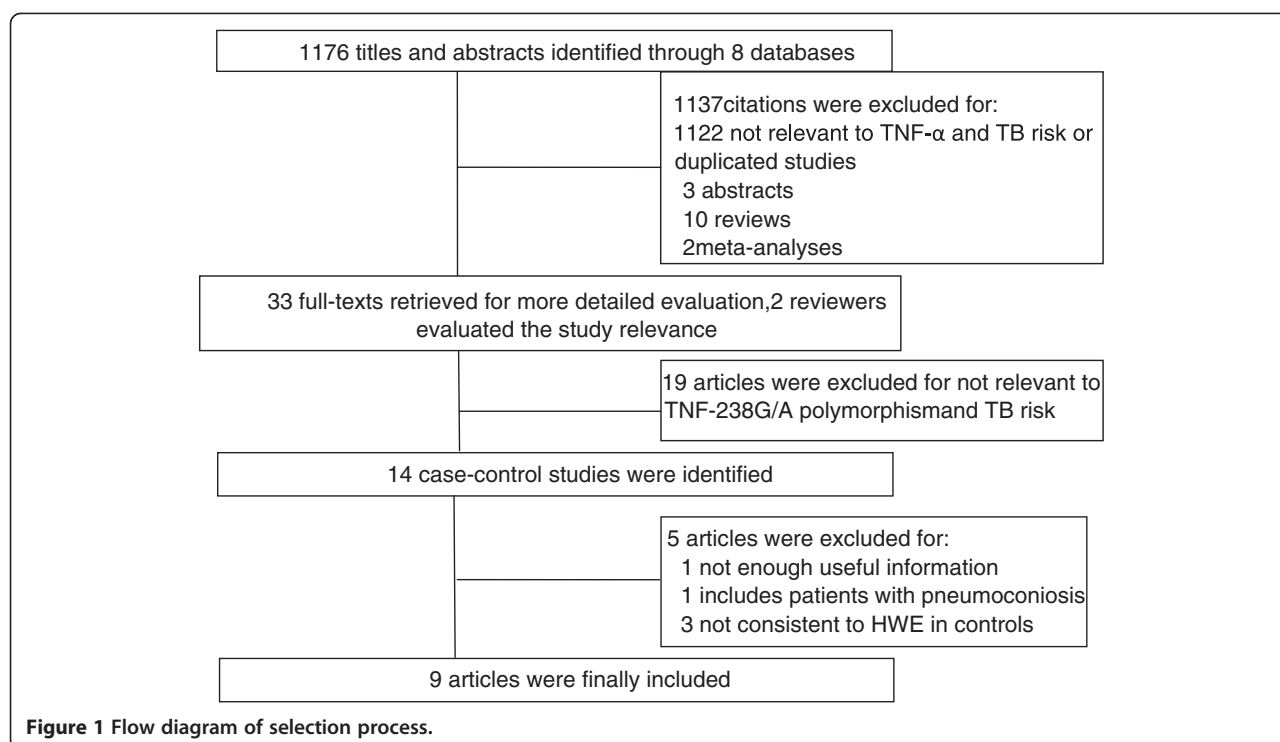 1176 titles and abstracts identified through 8 databases
1137citations were excluded for:
1122 not relevant to TNF-α and TB risk or
duplicated studies
3 abstracts
10 reviews
2meta-analyses
33 full-texts retrieved for more detailed evaluation,2 reviewers
evaluated the study relevance
19 articles were excluded for not relevant to
TNF-238G/A polymorphismand TB risk
14 case-control studies were identified
5 articles were excluded for:
1 not enough useful information
1 includes patients with pneumoconiosis
3 not consistent to HWE in controls
9 articles were finally included
Figure 1 Flow diagram of selection process.